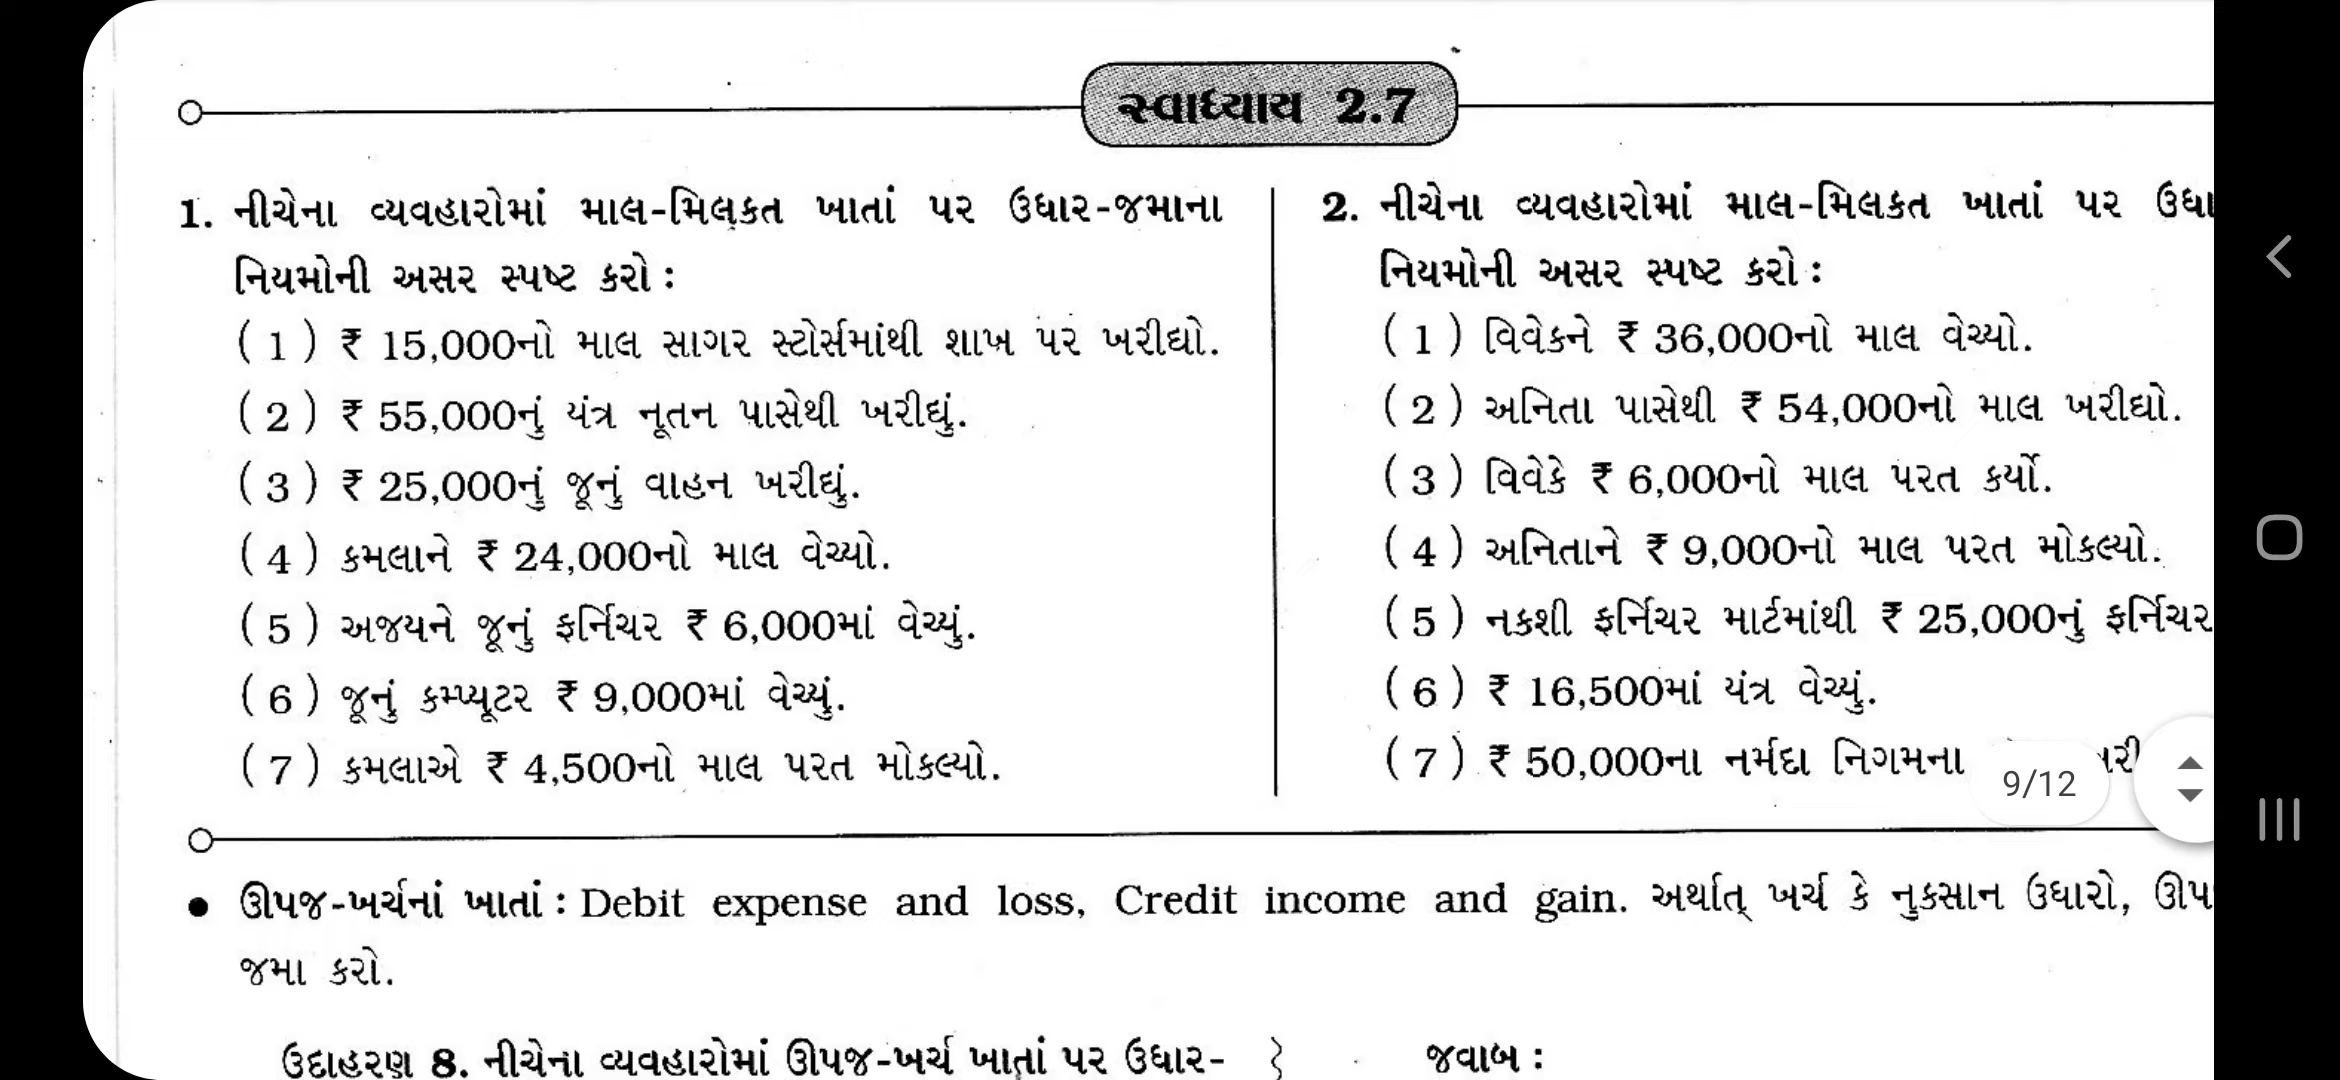 સ્વાધ્યાય 2.7
1. નીચેના વ્યવહારોમાં માલ-મિલકત ખાતાં પર ઉધાર-જમાના
નિયમોની અસર સ્પષ્ટ કરો :
( 1 ) ₹ 15,000નો માલ સાગર સ્ટોર્સમાંથી શાખ પર ખરીદ્યો.
( 2 ) ₹ 55,000નું યંત્ર નૂતન પાસેથી ખરીદ્યું.
( 3 ) ₹ 25,000નું જૂનું વાહન ખરીદ્યું.
( 4 ) કમલાને ₹ 24,000નો માલ વેચ્યો.
( 5 ) અજયને જૂનું ફર્નિચર ₹ 6,000માં વેચ્યું.
( 6 ) જૂનું કમ્પ્યૂટર ₹ 9,000માં વેચ્યું.
( 7 ) કમલાએ ₹ 4,500નો માલ પરત મોકલ્યો.
2. નીચેના વ્યવહારોમાં માલ-મિલકત ખાતાં પર ઉધા
નિયમોની અસર સ્પષ્ટ કરો :
( 1 ) વિવેકને ₹ 36,000નો માલ વેચ્યો.
( 2 ) અનિતા પાસેથી ₹ 54,000નો માલ ખરીદ્યો.
( 3 ) વિવેકે ₹ 6,000નો માલ પરત કર્યો.
( 4 ) અનિતાને ₹ 9,000નો માલ પરત મોકલ્યો.
( 5 ) નકશી ફર્નિચર માર્ટમાંથી ₹ 25,000નું ફર્નિચર
( 6 ) ₹ 16,500માં યંત્ર વેચ્યું.
( 7 ) ₹ 50,000ના નર્મદા નિગમના
9/12
• ઊપજ-ખર્ચનાં ખાતાં : Debit expense and loss, Credit income and gain. અર્થાત્ ખર્ચ કે નુકસાન ઉધારો, ઊપ
જમા કરો.
ઉદાહરણ 8. નીચેના વ્યવહારોમાં ઊપજ-ખર્ચ ખાતાં પર ઉધાર-
જવાબ :